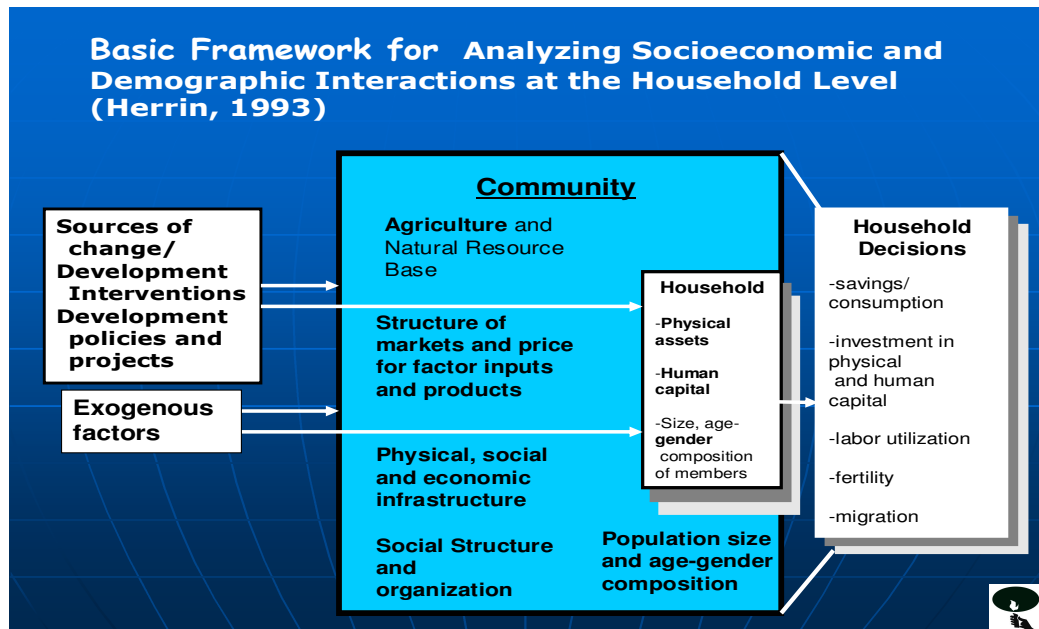 Basic Framework for Analyzing Socioeconomic and
Demographic Interactions at the Household Level
(Herrin, 1993)
Sources of
change/
Development
Interventions
Development
policies and
projects
Exogenous
factors
Community
Agriculture and
Natural Resource
Base
Structure of
markets and price
for factor inputs
and products
Physical, social
and economic
infrastructure
Social Structure
and
organization
Population size
and age-gender
composition
Household
-Physical
assets
-Human
capital
-Size, age-
gender
composition
of members
Household
Decisions
-savings/
consumption
-investment in
physical
and human
capital
-labor utilization
-fertility
-migration